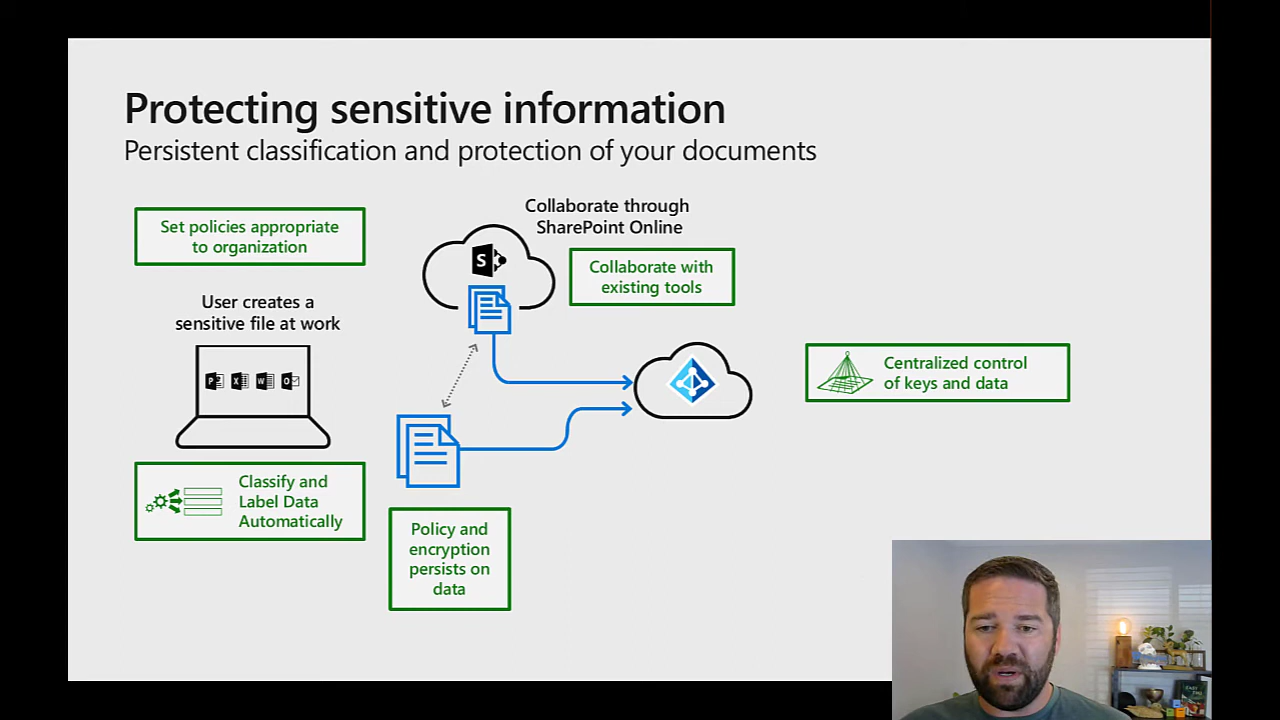 Protecting sensitive information
Persistent classification and protection of your documents
Set policies appropriate
to organization
User creates a
sensitive file at work
P
X
W
O
Classify and
Label Data
Automatically
Collaborate through
SharePoint Online
S
Collaborate with
existing tools
Policy and
encryption
persists on
data
Centralized control
of keys and data